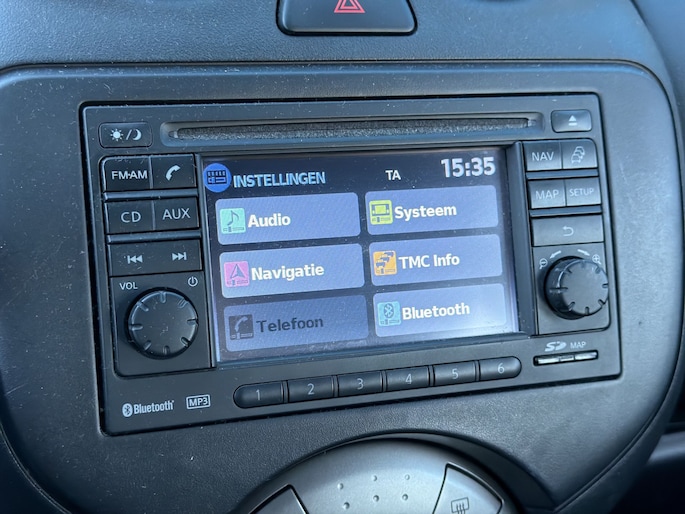 FM•AM
CD AUX
VOL
INSTELLINGEN TA 15:35
Audio Systeem
Navigatie TMC Info
Telefoon Bluetooth
NAV
MAP SETUP
SD MAP
1 2 3 4 5 6
Bluetooth® MP3